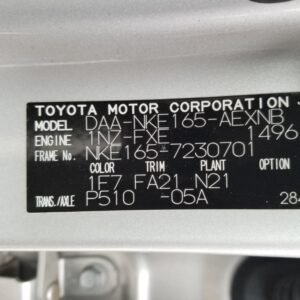 TOYOTA MOTOR CORPORATION
MODEL DAA-NKE165-AEXNB
ENGINE 1NZ-FXE 1496
FRAME No. NKE165-7230701
COLOR TRIM PLANT OPTION
1F7 FA21 N21
TRANS./AXLE P510 -05A